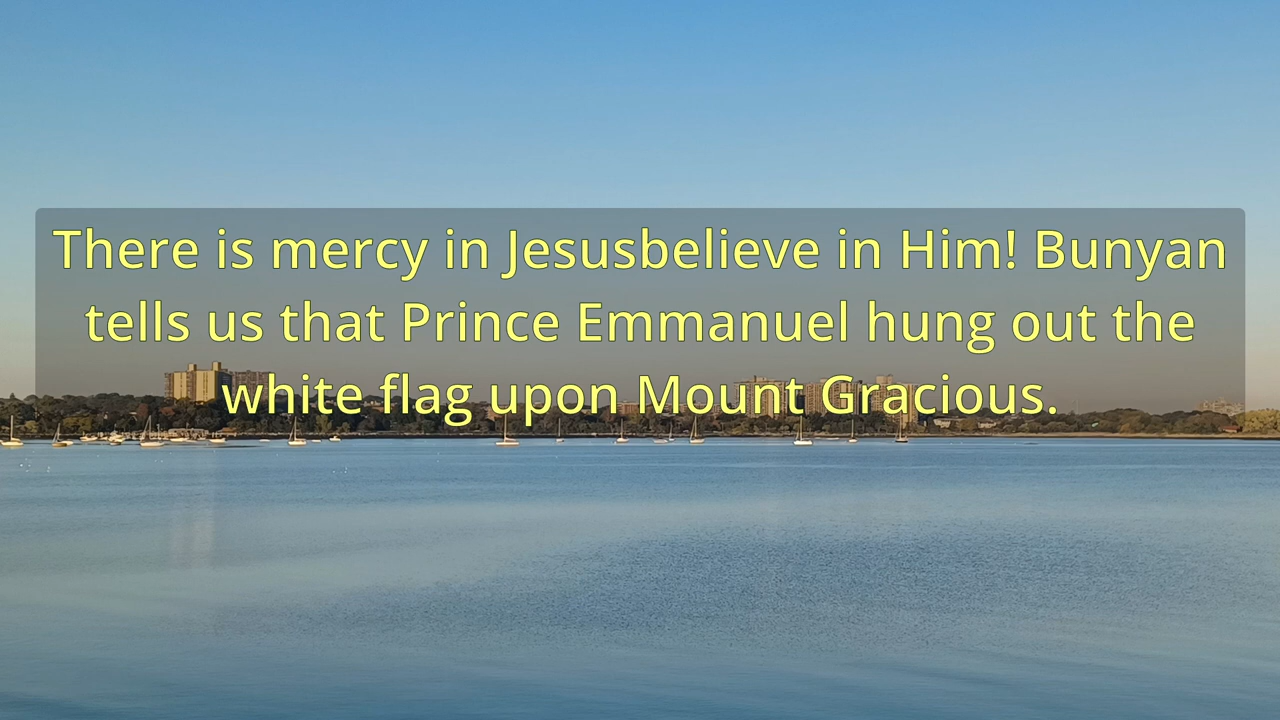 There is mercy in Jesusbelieve in Him! Bunyan
tells us that Prince Emmanuel hung out the
white flag upon Mount Gracious.